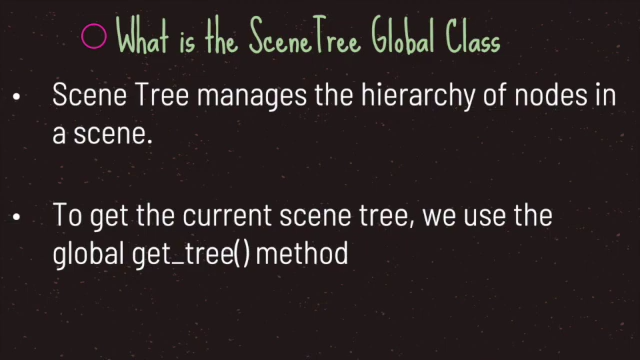 What is the SceneTree Global Class
• Scene Tree manages the hierarchy of nodes in
a scene.
• To get the current scene tree, we use the
global get_tree() method